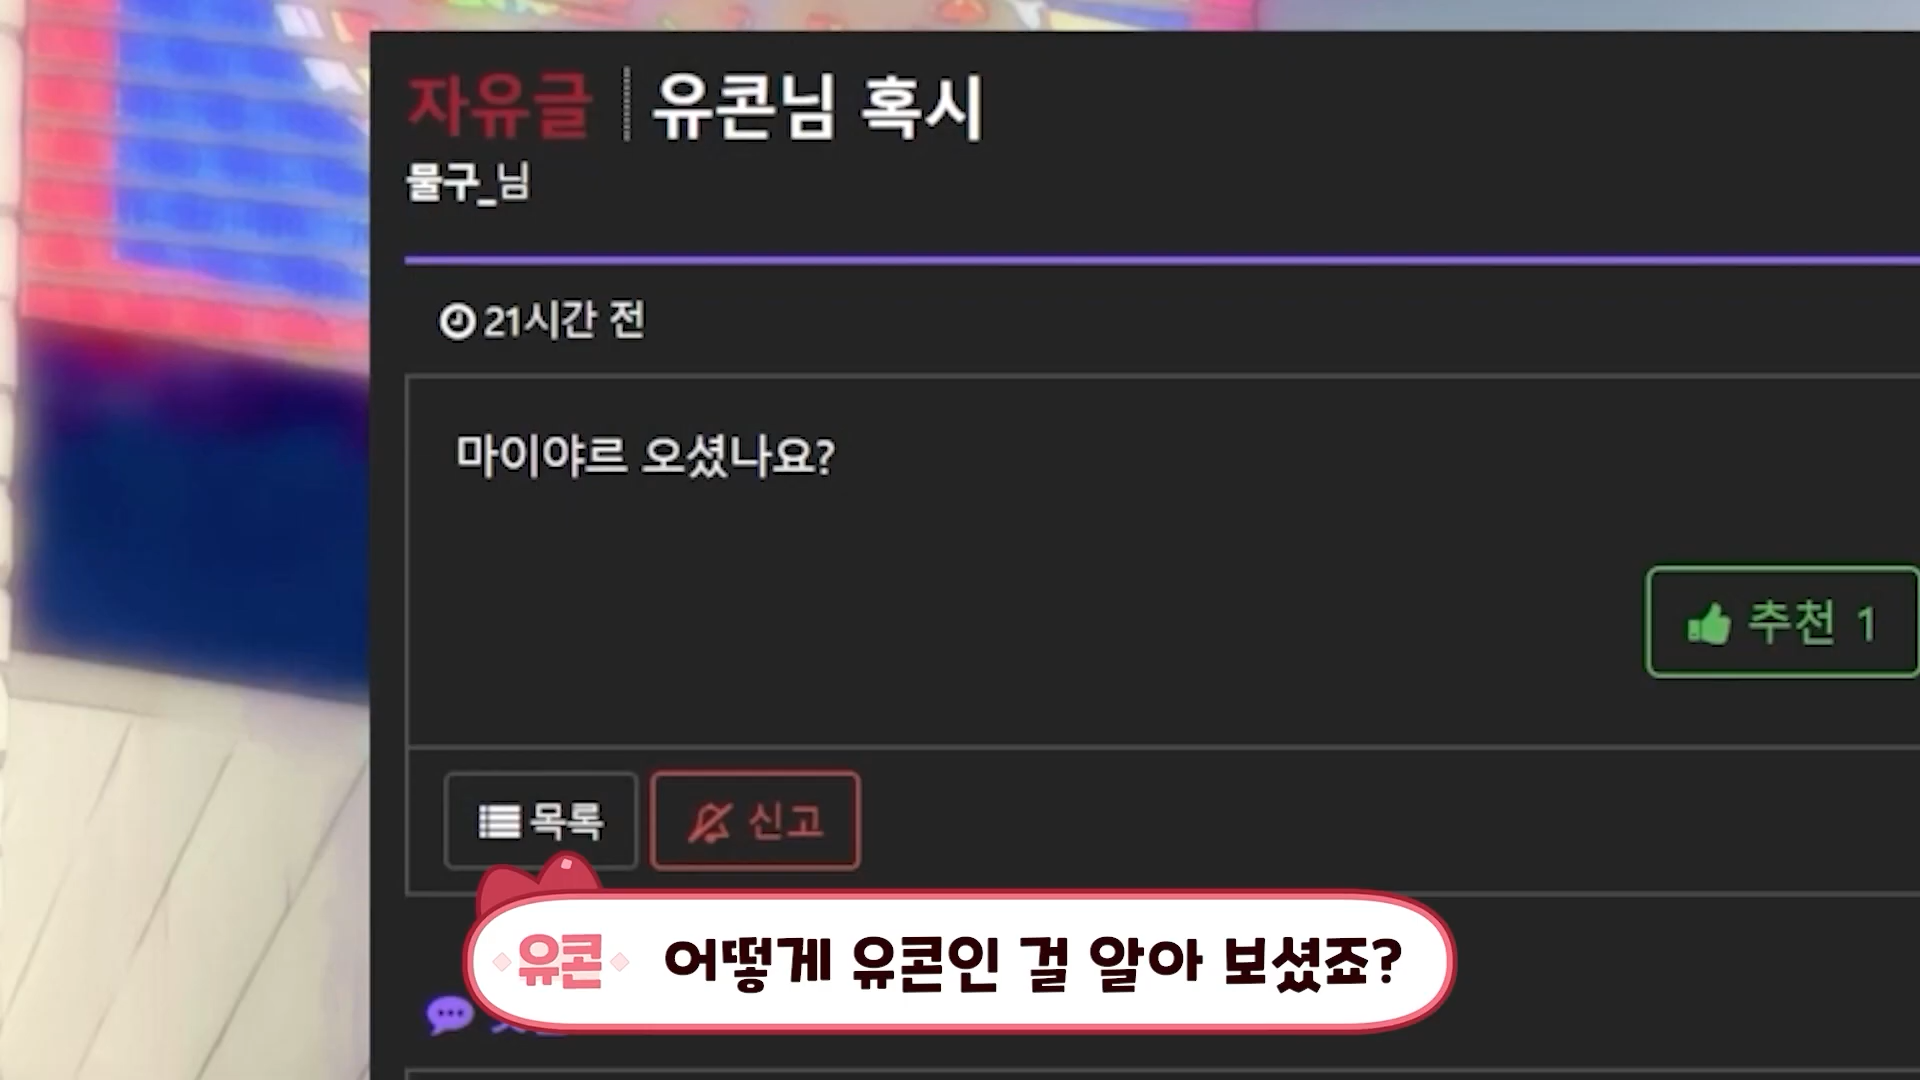 자유글 유콘님 혹시
물구_님
21시간 전
마이야르 오셨나요?
추천 1
목록 신고
유콘 어떻게 유콘인 걸 알아 보셨죠?